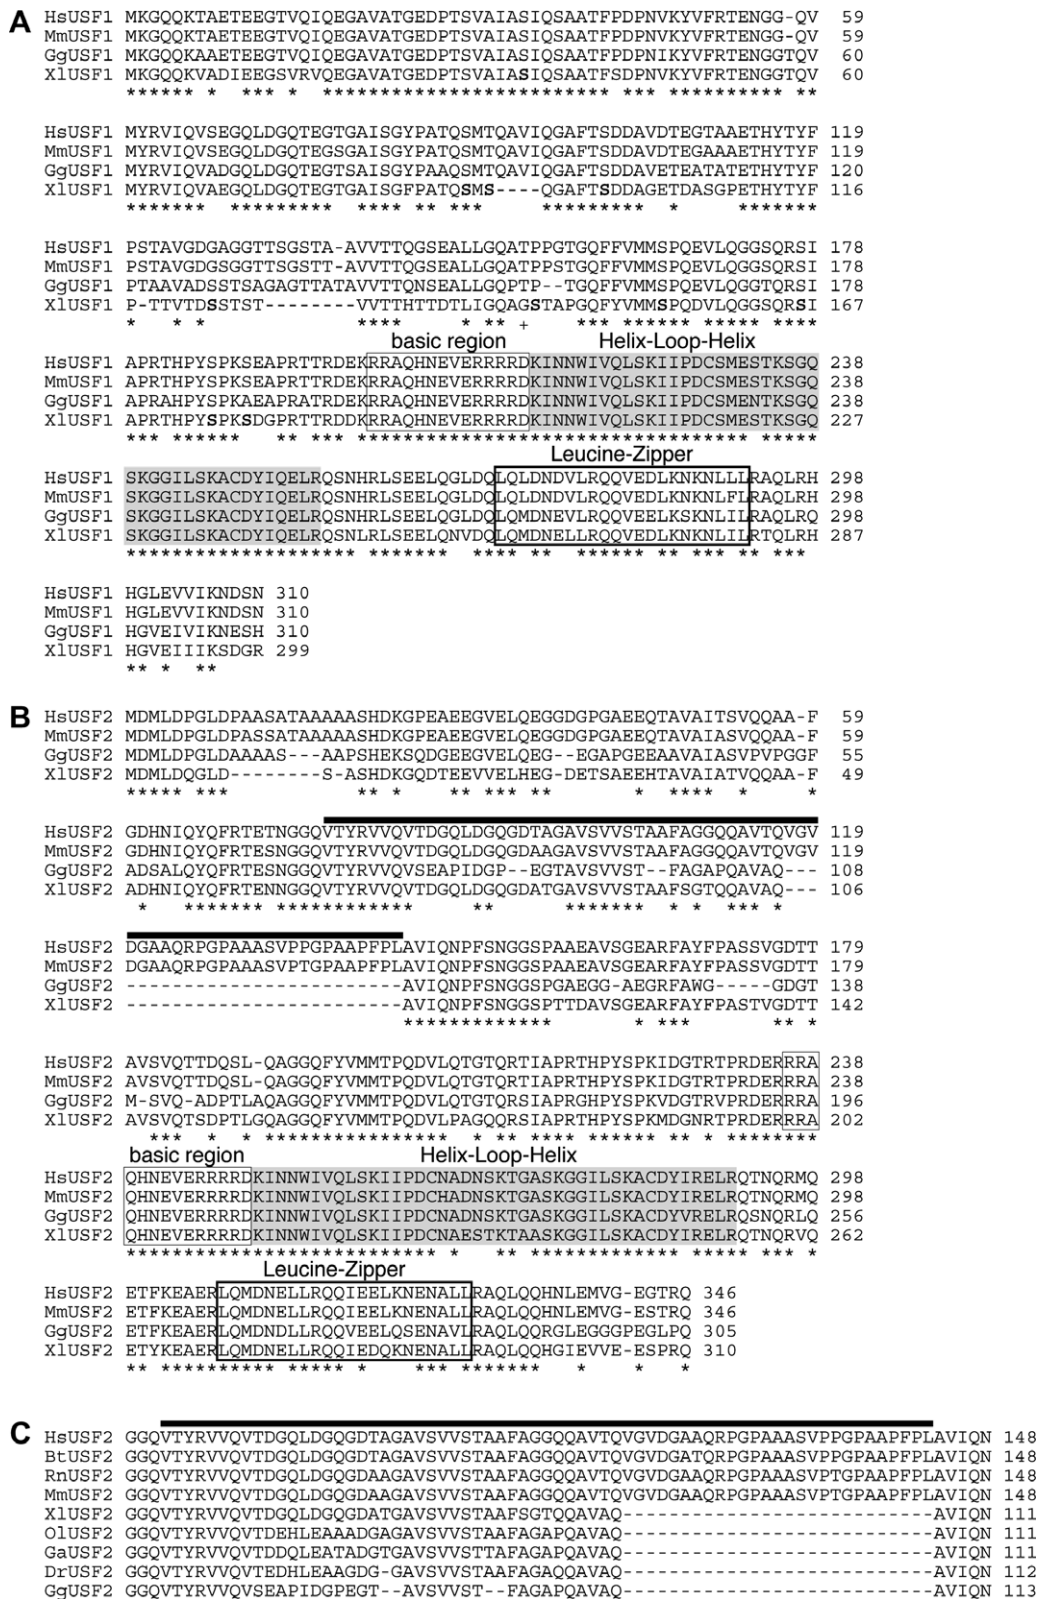 A
HsUSF1 MKGQQKTAETEEGTVQIQEGAVATGEDPTSVAIASIQSAATFPDPNVKYVFRTENGG-QV 59
MmUSF1 MKGQQKTAETEEGTVQIQEGAVATGEDPTSVAIASIQSAATFPDPNVKYVFRTENGG-QV 59
GgUSF1 MKGQQKAAETEEGTVQIQEGAVATGEDPTSVAIASIQSAATFPDPNIKYVFRTENGGTQV 60
XlUSF1 MKGQQKVADIEEGSVRVQEGAVATGEDPTSVAIASIQSAATFSDPNVKYVFRTENGGTQV 60
****** * *** * *********************** *** ********** **
HsUSF1 MYRVIQVSEGQLDGQTEGTGAISGYPATQSMTQAVIQGAFTSDDAVDTEGTAAETHYTYF 119
MmUSF1 MYRVIQVSEGQLDGQTEGSGAISGYPATQSMTQAVIQGAFTSDDAVDTEGAAAETHYTYF 119
GgUSF1 MYRVIQVSEGQLDGQTEGTSAISGYPAAQSMTQAVIQGAFTSDDAVETEATATETHYTYF 120
XlUSF1 MYRVIQVAEGQLDGQTEGTGAISGFPATQSMS----QGAFTSDDAGETDASGPETHYTYF 116
******* ********** **** ** *** ********* * *******
HsUSF1 PSTAVGDGAGGTTSGSTA-AVVTTQGSEALLGQATPPGTGQFFVMMSPQEVLQGGSQRSI 178
MmUSF1 PSTAVGDGSGGTTSGSTT-AVVTTQGSEALLGQATPPSTGQFFVMMSPQEVLQGGSQRSI 178
GgUSF1 PTAAVADSSTSAGAGTTATAVVTTQNSEALLGQPTP--TGQFFVMMSPQEVLQGGTQRSI 178
XlUSF1 P-TTVTDSSTST--------VVTTHTTDTLIGQAGSTAPGQFYVMMSPQDVLQGGSQRSI 167
* * * **** * ** + *** ***** ***** ****
basic region Helix-Loop-Helix
HsUSF1 APRTHPYSPKSEAPRTTRDEKRRAQHNEVERRRRDKINNWIVQLSKIIPDCSMESTKSGQ 238
MmUSF1 APRTHPYSPKSEAPRTTRDEKRRAQHNEVERRRRDKINNWIVQLSKIIPDCSMESTKSGQ 238
GgUSF1 APRAHPYSPKAEAPRATRDEKRRAQHNEVERRRRDKINNWIVQLSKIIPDCSMENTKSGQ 238
XlUSF1 APRTHPYSPKSDGPRTTRDDKRRAQHNEVERRRRDKINNWIVQLSKIIPDCSMESTKSGQ 227
*** ****** ** *** ********************************** *****
Leucine-Zipper
HsUSF1 SKGGILSKACDYIQELRQSNHRLSEELQGLDQLQLDNDVLRQQVEDLKNKNLLLRAQLRH 298
MmUSF1 SKGGILSKACDYIQELRQSNHRLSEELQGLDQLQLDNDVLRQQVEDLKNKNLFLRAQLRH 298
GgUSF1 SKGGILSKACDYIQELRQSNHRLSEELQGLDQLQMDNEVLRQQVEELKSKNLILRAQLRQ 298
XlUSF1 SKGGILSKACDYIQELRQSNLRLSEELQNVDQLQMDNELLRQQVEDLKNKNLILRTQLRH 287
******************** ******* **** ** ****** ** *** ** ***
HsUSF1 HGLEVVIKNDSN 310
MmUSF1 HGLEVVIKNDSN 310
GgUSF1 HGVEIVIKNESH 310
XlUSF1 HGVEIIIKSDGR 299
** * **
B
HsUSF2 MDMLDPGLDPAASATAAAAASHDKGPEAEEGVELQEGGDGPGAEEQTAVAITSVQQAA-F 59
MmUSF2 MDMLDPGLDPASSATAAAAASHDKGPEAEEGVELQEGGDGPGAEEQTAVAIASVQQAA-F 59
GgUSF2 MDMLDPGLDAAAAS---AAPSHEKSQDGEEGVELQEG--EGAPGEEAAVAIASVPVPGGF 55
XlUSF2 MDMLDQGLD--------S-ASHDKGQDTEEVVELHEG-DETSAEEHTAVAIATVQQAA-F 49
***** *** ** * ** *** ** * **** * *
HsUSF2 GDHNIQYQFRTETNGGQVTYRVVQVTDGQLDGQGDTAGAVSVVSTAAFAGGQQAVTQVGV 119
MmUSF2 GDHNIQYQFRTESNGGQVTYRVVQVTDGQLDGQGDAAGAVSVVSTAAFAGGQQAVTQVGV 119
GgUSF2 ADSALQYQFRTESNGGQVTYRVVQVSEAPIDGP--EGTAVSVVST--FAGAPQAVAQ--- 108
XlUSF2 ADHNIQYQFRTENNGGQVTYRVVQVTDGQLDGQGDATGAVSVVSTAAFSGTQQAVAQ--- 106
* ******* ************ ** ******* * * *** *
HsUSF2 DGAAQRPGPAAASVPPGPAAPFPLAVIQNPFSNGGSPAAEAVSGEARFAYFPASSVGDTT 179
MmUSF2 DGAAQRPGPAAASVPTGPAAPFPLAVIQNPFSNGGSPAAEAVSGEARFAYFPASSVGDTT 179
GgUSF2 ------------------------AVIQNPFSNGGSPGAEGG-AEGRFAWG-----GDGT 138
XlUSF2 ------------------------AVIQNPFSNGGSPTTDAVSGEARFAYFPASTVGDTT 142
************* * *** ** *
HsUSF2 AVSVQTTDQSL-QAGGQFYVMMTPQDVLQTGTQRTIAPRTHPYSPKIDGTRTPRDERRRA 238
MmUSF2 AVSVQTTDQSL-QAGGQFYVMMTPQDVLQTGTQRTIAPRTHPYSPKIDGTRTPRDERRRA 238
GgUSF2 M-SVQ-ADPTLAQAGGQFYVMMTPQDVLQTGTQRSIAPRGHPYSPKVDGTRVPRDERRRA 196
XlUSF2 AVSVQTSDPTLGQAGGQFYVMMTPQDVLPAGQQRSIAPRTHPYSPKMDGNRTPRDERRRA 202
*** * * **************** * ** **** ****** ** * *********
basic region Helix-Loop-Helix
HsUSF2 QHNEVERRRRDKINNWIVQLSKIIPDCNADNSKTGASKGGILSKACDYIRELRQTNQRMQ 298
MmUSF2 QHNEVERRRRDKINNWIVQLSKIIPDCHADNSKTGASKGGILSKACDYIRELRQTNQRMQ 298
GgUSF2 QHNEVERRRRDKINNWIVQLSKIIPDCNADNSKTGASKGGILSKACDYVRELRQSNQRLQ 256
XlUSF2 QHNEVERRRRDKINNWIVQLSKIIPDCNAESTKTAASKGGILSKACDYIRELRQTNQRVQ 262
*************************** * ** ************* ***** *** *
Leucine-Zipper
HsUSF2 ETFKEAERLQMDNELLRQQIEELKNENALLRAQLQQHNLEMVG-EGTRQ 346
MmUSF2 ETFKEAERLQMDNELLRQQIEELKNENALLRAQLQQHNLEMVG-ESTRQ 346
GgUSF2 ETFKEAERLQMDNDLLRQQVEELQSENAVLRAQLQQRGLEGGGPEGLPQ 305
XlUSF2 ETYKEAERLQMDNELLRQQIEDQKNENALLRAQLQQHGIEVVE-ESPRQ 310
** ********** ***** * *** ******* * * *
C
HsUSF2 GGQVTYRVVQVTDGQLDGQGDTAGAVSVVSTAAFAGGQQAVTQVGVDGAAQRPGPAAASVPPGPAAPFPLAVIQN 148
BtUSF2 GGQVTYRVVQVTDGQLDGQGDTAGAVSVVSTAAFAGGQQAVTQVGVDGATQRPGPAAASVPPGPAAPFPLAVIQN 148
RnUSF2 GGQVTYRVVQVTDGQLDGQGDAAGAVSVVSTAAFAGGQQAVTQVGVDGAAQRPGPAAASVPTGPAAPFPLAVIQN 148
MmUSF2 GGQVTYRVVQVTDGQLDGQGDAAGAVSVVSTAAFAGGQQAVTQVGVDGAAQRPGPAAASVPTGPAAPFPLAVIQN 148
XlUSF2 GGQVTYRVVQVTDGQLDGQGDATGAVSVVSTAAFSGTQQAVAQ---------------------------AVIQN 111
OlUSF2 GGQVTYRVVQVTDEHLEAAADGAGAVSVVSTAAFAGAPQAVAQ---------------------------AVIQN 111
GaUSF2 GGQVTYRVVQVTDDQLEATADGTGAVSVVSTTAFAGAPQAVAQ---------------------------AVIQN 111
DrUSF2 GGQVTYRVVQVTEDHLEAAGDG-GAVSVVSTAAFAGAQQAVAQ---------------------------AVIQN 112
GgUSF2 GGQVTYRVVQVSEAPIDGPEGT--AVSVVST--FAGAPQAVAQ---------------------------AVIQN 113